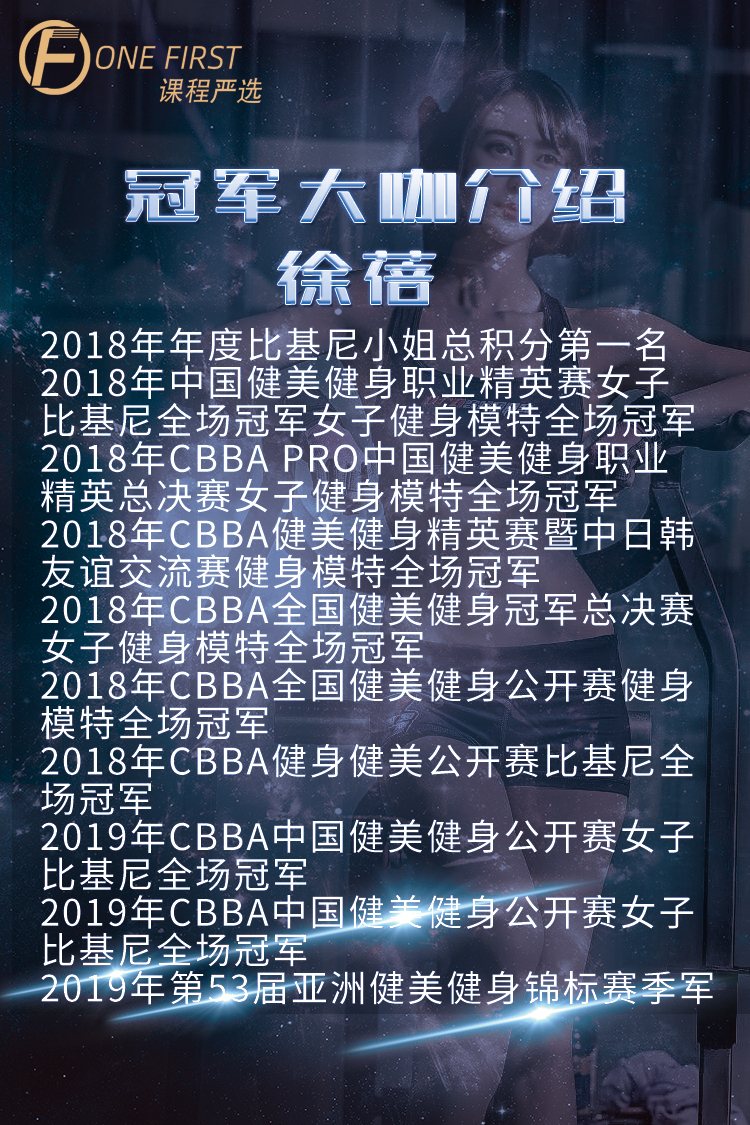 F
ONE FIRST
课程严选
冠军大咖介绍
徐蓓
2018年年度比基尼小姐总积分第一名
2018年中国健美健身职业精英赛女子
比基尼全场冠军女子健身模特全场冠军
2018年CBBA PRO中国健美健身职业
精英总决赛女子健身模特全场冠军
2018年CBBA健美健身精英赛暨中日韩
友谊交流赛健身模特全场冠军
2018年CBBA全国健美健身冠军总决赛
女子健身模特全场冠军
2018年CBBA全国健美健身公开赛健身
模特全场冠军
2018年CBBA健身健美公开赛比基尼全
场冠军
2019年CBBA中国健美健身公开赛女子
比基尼全场冠军
2019年CBBA中国健美健身公开赛女子
比基尼全场冠军
2019年第53届亚洲健美健身锦标赛季军